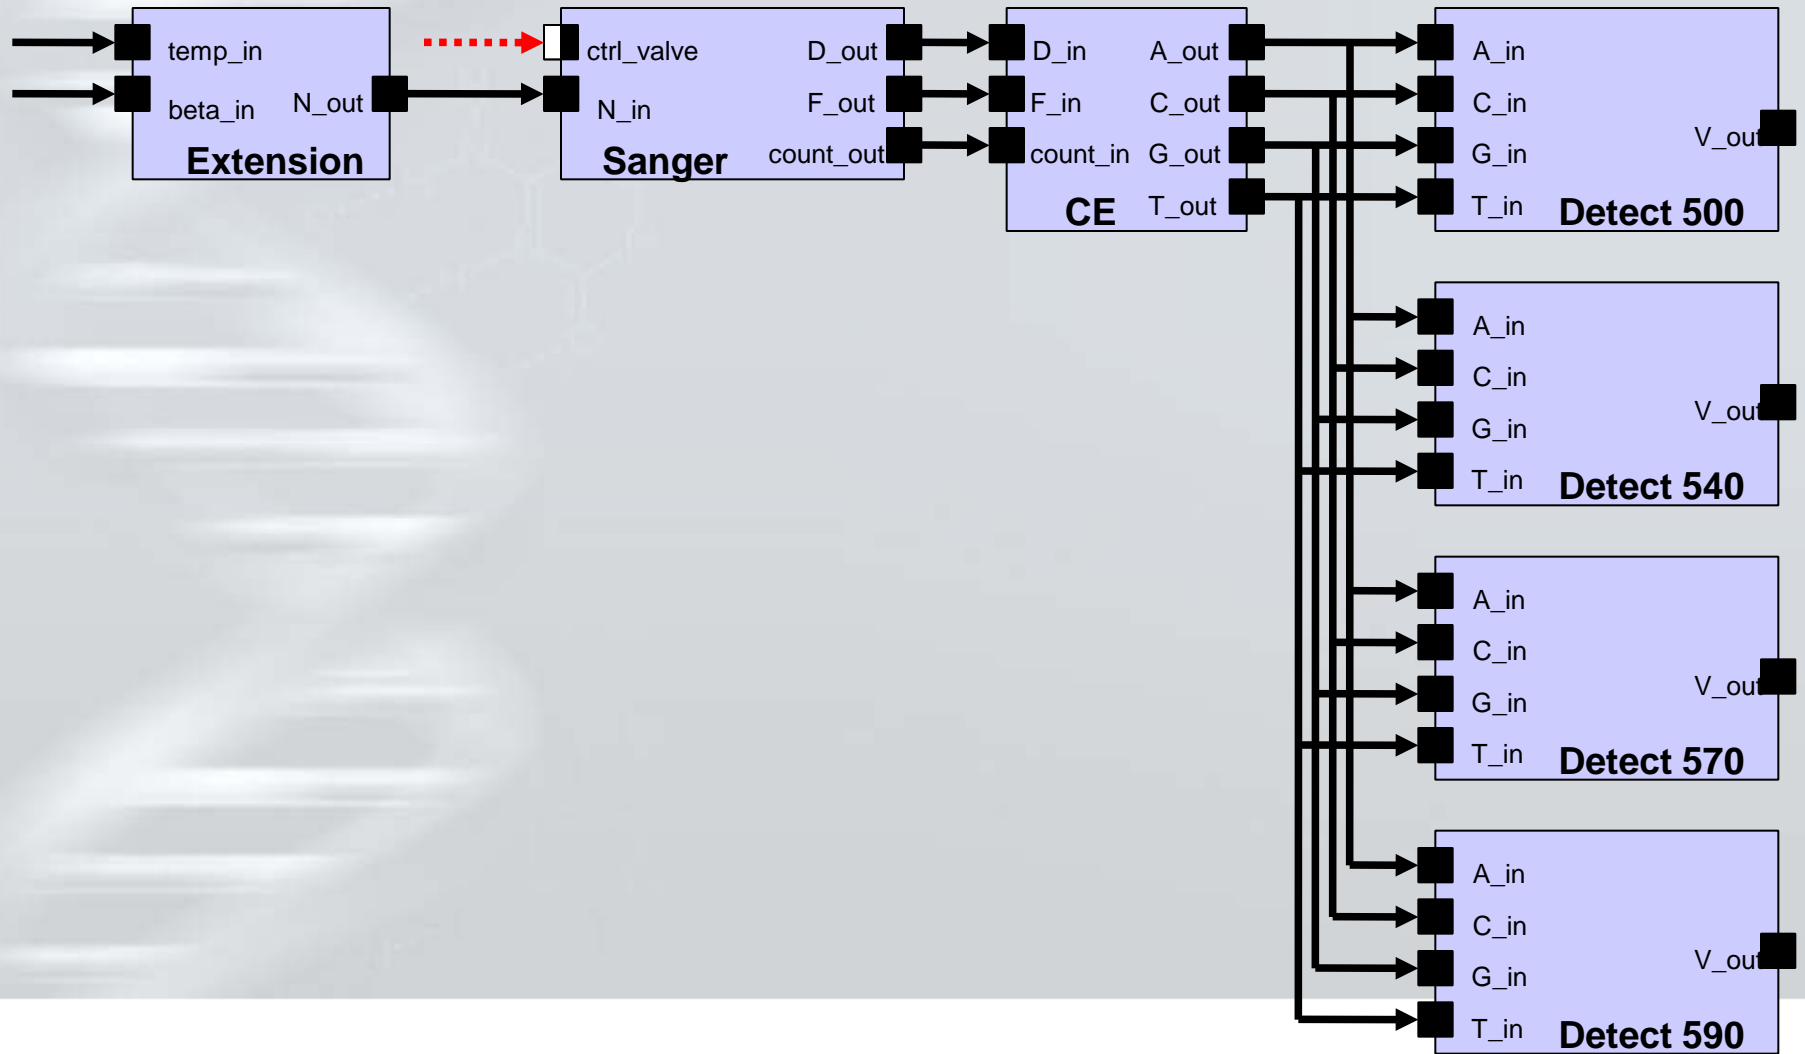 temp_in
beta_in
N_out
Extension
ctrl_valve
N_in
D_out
F_out
count_out
Sanger
D_in
F_in
count_in
A_out
C_out
G_out
T_out
CE
A_in
C_in
G_in
T_in
V_out
Detect 500
A_in
C_in
G_in
T_in
V_out
Detect 540
A_in
C_in
G_in
T_in
V_out
Detect 570
A_in
C_in
G_in
T_in
V_out
Detect 590